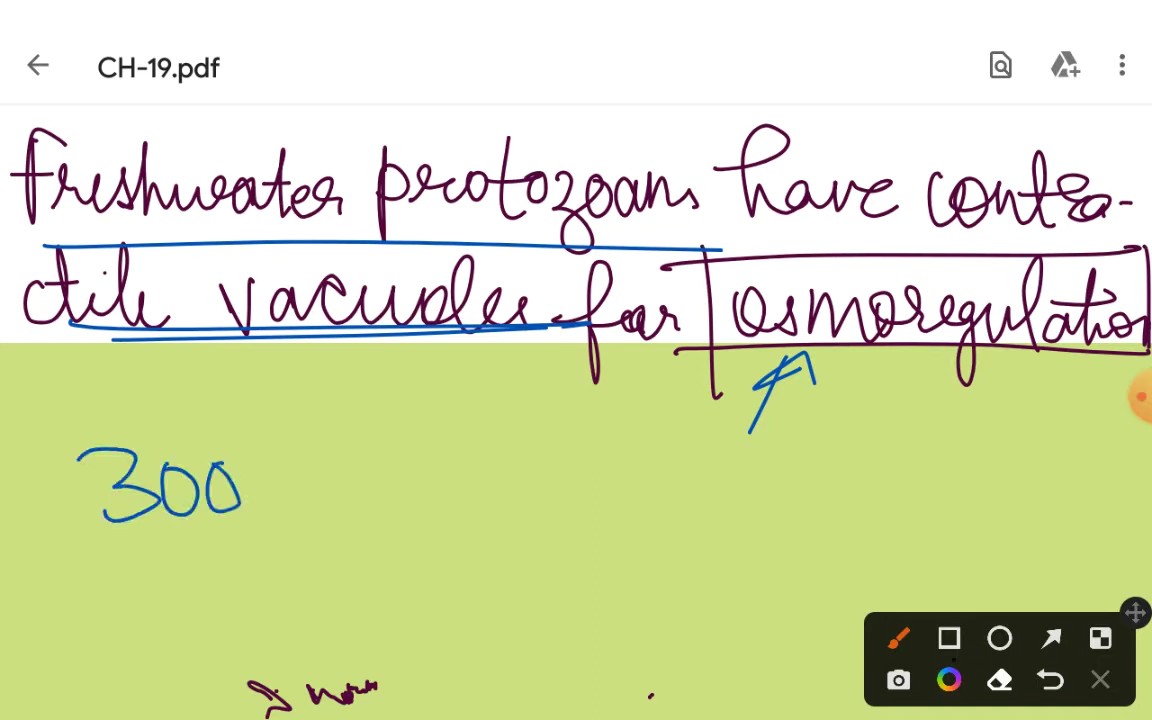 CH-19.pdf
Freshwater protozoans have contra-
ctile vacuoles for osmoregulation
300